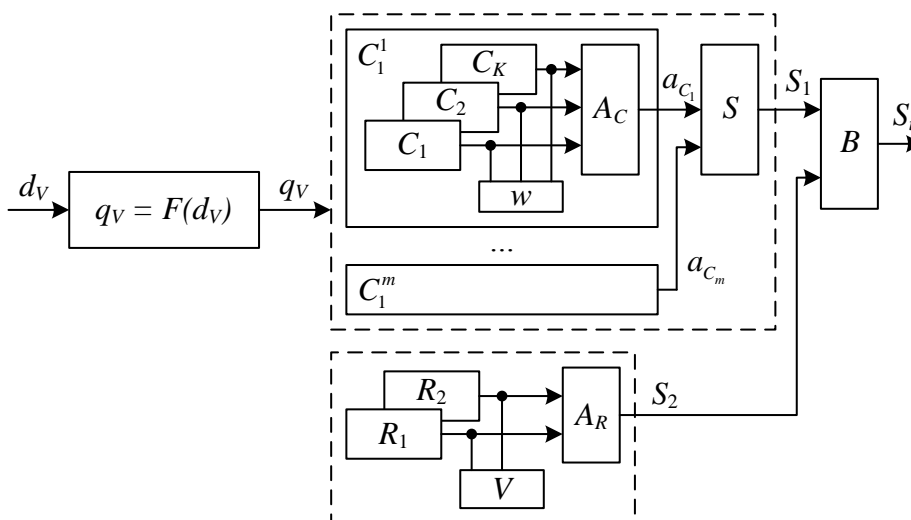 d_V
q_V = F(d_V)
q_V
C_1^1
C_K
C_2
C_1
w
A_C
a_{C_1}
S
S_1
B
...
C_1^m
a_{C_m}
R_2
R_1
V
A_R
S_2